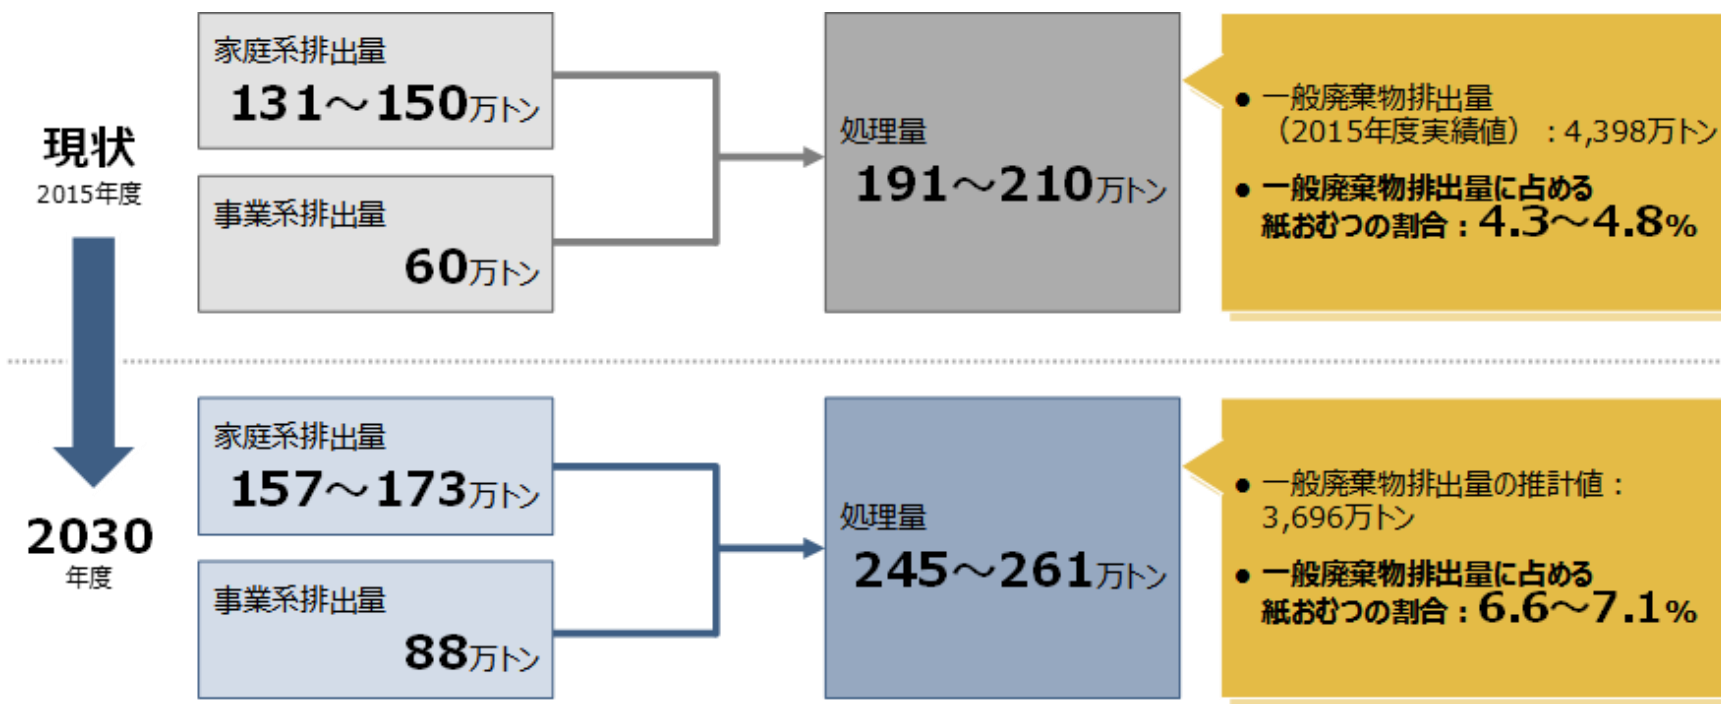 現状
2015年度
家庭系排出量
131～150万トン
事業系排出量
60万トン
処理量
191～210万トン
● 一般廃棄物排出量
（2015年度実績値）：4,398万トン
● 一般廃棄物排出量に占める
紙おむつの割合：4.3～4.8%
2030
年度
家庭系排出量
157～173万トン
事業系排出量
88万トン
処理量
245～261万トン
● 一般廃棄物排出量の推計値：
3,696万トン
● 一般廃棄物排出量に占める
紙おむつの割合：6.6～7.1%